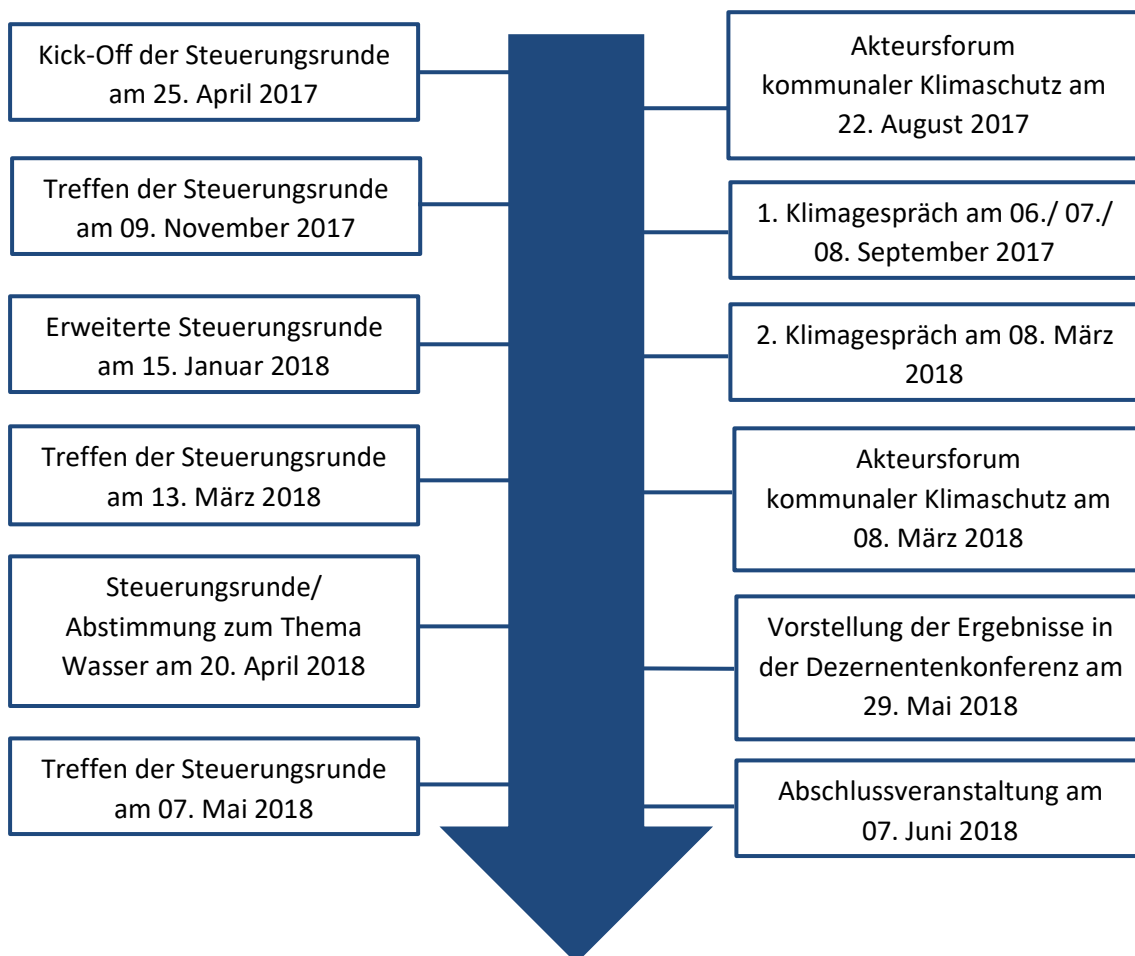 Kick-Off der Steuerungsrunde
am 25. April 2017
Treffen der Steuerungsrunde
am 09. November 2017
Erweiterte Steuerungsrunde
am 15. Januar 2018
Treffen der Steuerungsrunde
am 13. März 2018
Steuerungsrunde/
Abstimmung zum Thema
Wasser am 20. April 2018
Treffen der Steuerungsrunde
am 07. Mai 2018
Akteursforum
kommunaler Klimaschutz am
22. August 2017
1. Klimagespräch am 06./ 07./
08. September 2017
2. Klimagespräch am 08. März
2018
Akteursforum
kommunaler Klimaschutz am
08. März 2018
Vorstellung der Ergebnisse in
der Dezernentenkonferenz am
29. Mai 2018
Abschlussveranstaltung am
07. Juni 2018